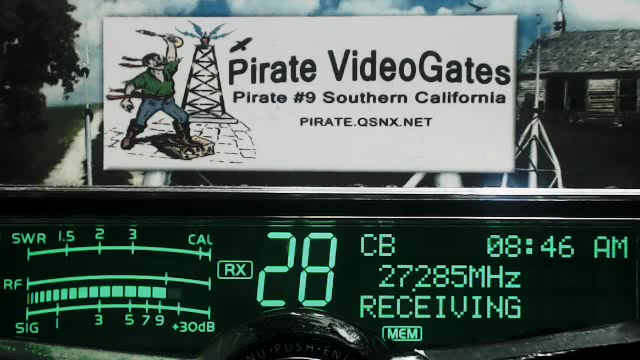 Pirate VideoGates
Pirate #9 Southern California
PIRATE.QSNX.NET
SWR 1.5 2 3 CAL
RF
SIG 1 3 5 7 9 +30dB
RX
28
CB 08:46 AM
27285MHz
RECEIVING
MEM
PUSH